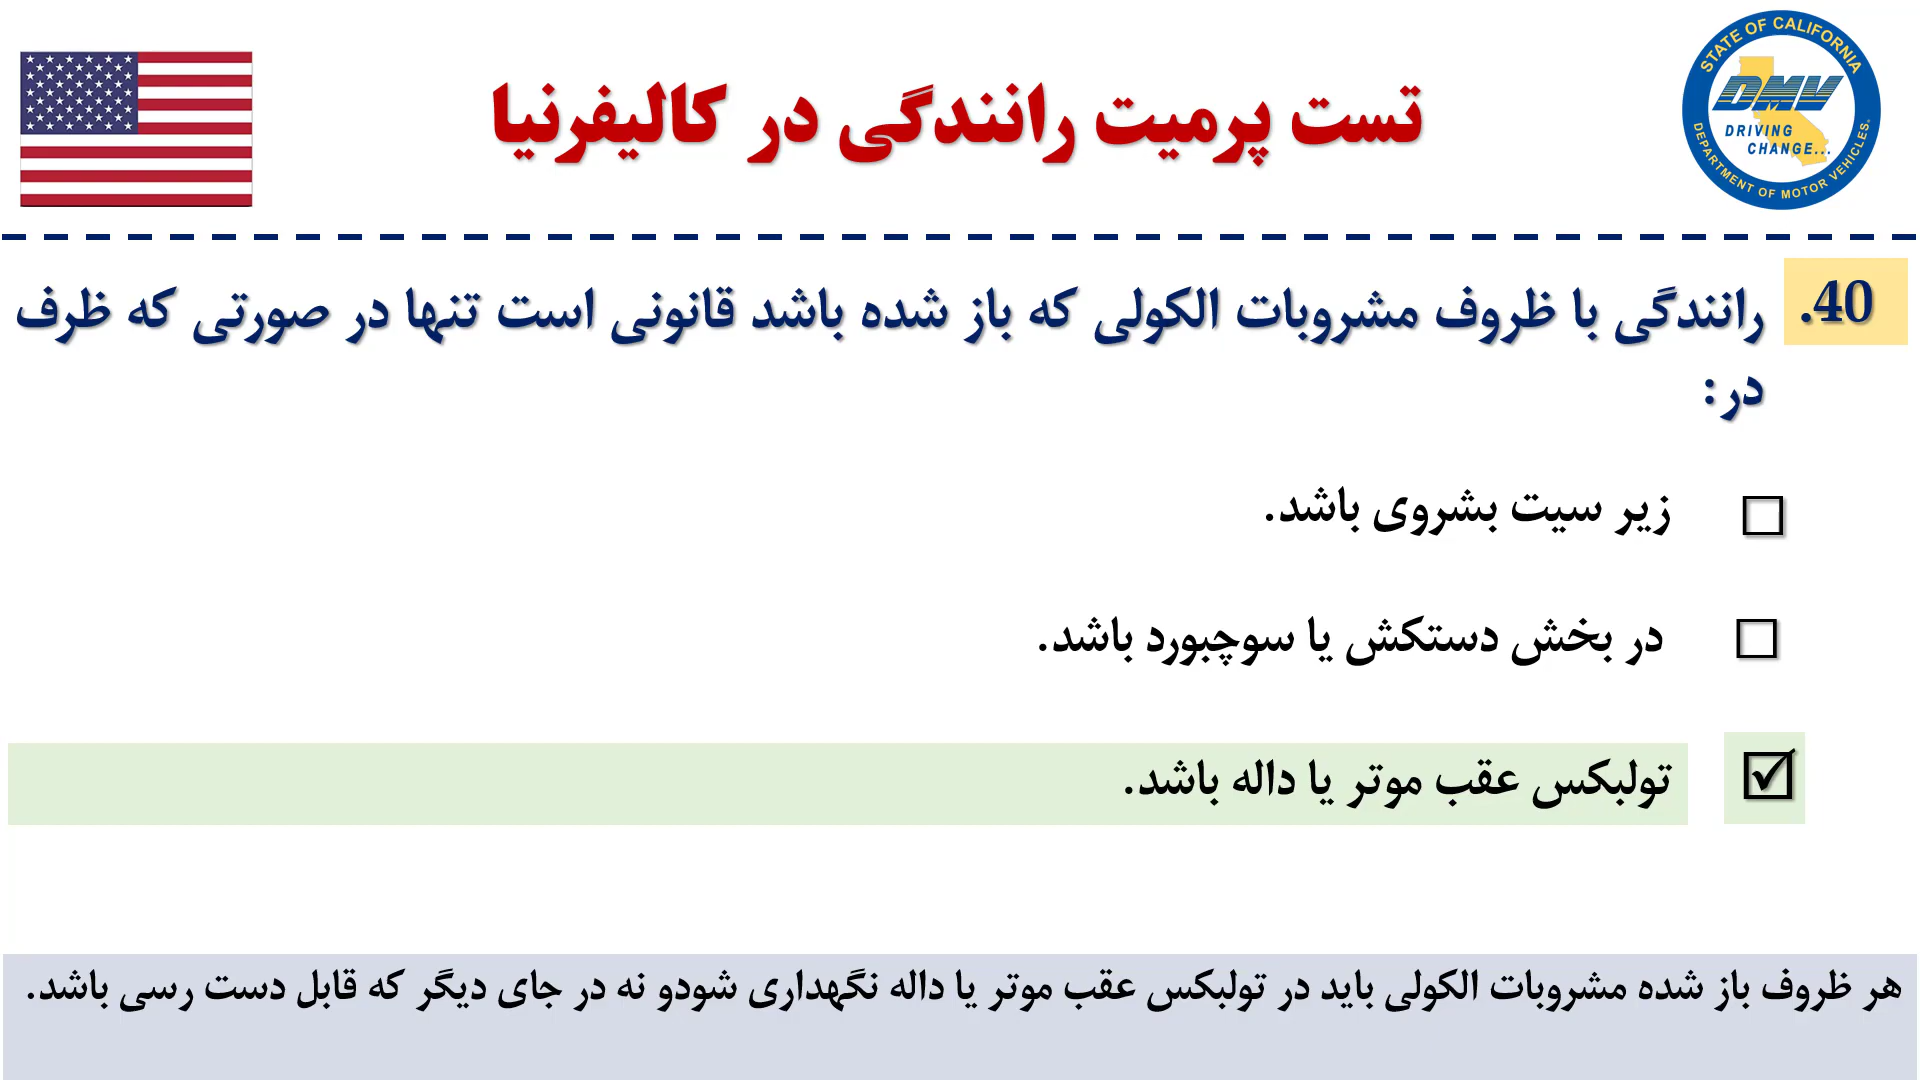 تست پرمیت رانندگی در کالیفرنیا
STATE OF CALIFORNIA
DMV
DRIVING
CHANGE...
DEPARTMENT OF MOTOR VEHICLES
40.
رانندگی با ظروف مشروبات الکولی که باز شده باشد قانونی است تنها در صورتی که ظرف
در:
زیر سیت بشروی باشد.
در بخش دستکش یا سوچبورد باشد.
تولبکس عقب موتر یا داله باشد.
هر ظروف باز شده مشروبات الکولی باید در تولبکس عقب موتر یا داله نگهداری شودو نه در جای دیگر که قابل دست رسی باشد.